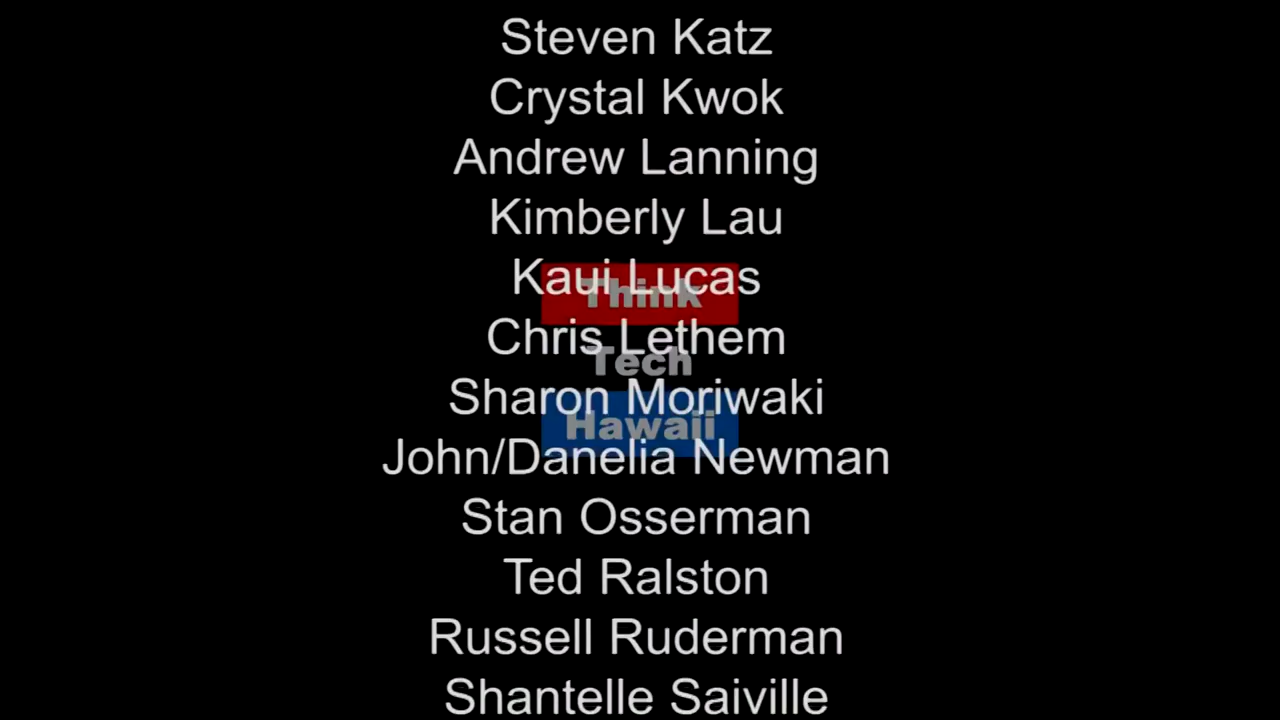 Steven Katz
Crystal Kwok
Andrew Lanning
Kimberly Lau
Kaui Lucas
Think
Chris Lethem
Tech
Sharon Moriwaki
Hawaii
John/Danelia Newman
Stan Osserman
Ted Ralston
Russell Ruderman
Shantelle Saiville